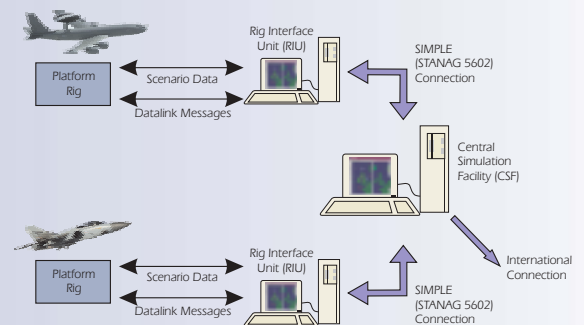 Rig Interface
Unit (RIU)
SIMPLE
(STANAG 5602)
Connection
Platform
Rig
Scenario Data
Datalink Messages
Central
Simulation
Facility (CSF)
Rig Interface
Unit (RIU)
International
Connection
Platform
Rig
Scenario Data
Datalink Messages
SIMPLE
(STANAG 5602)
Connection